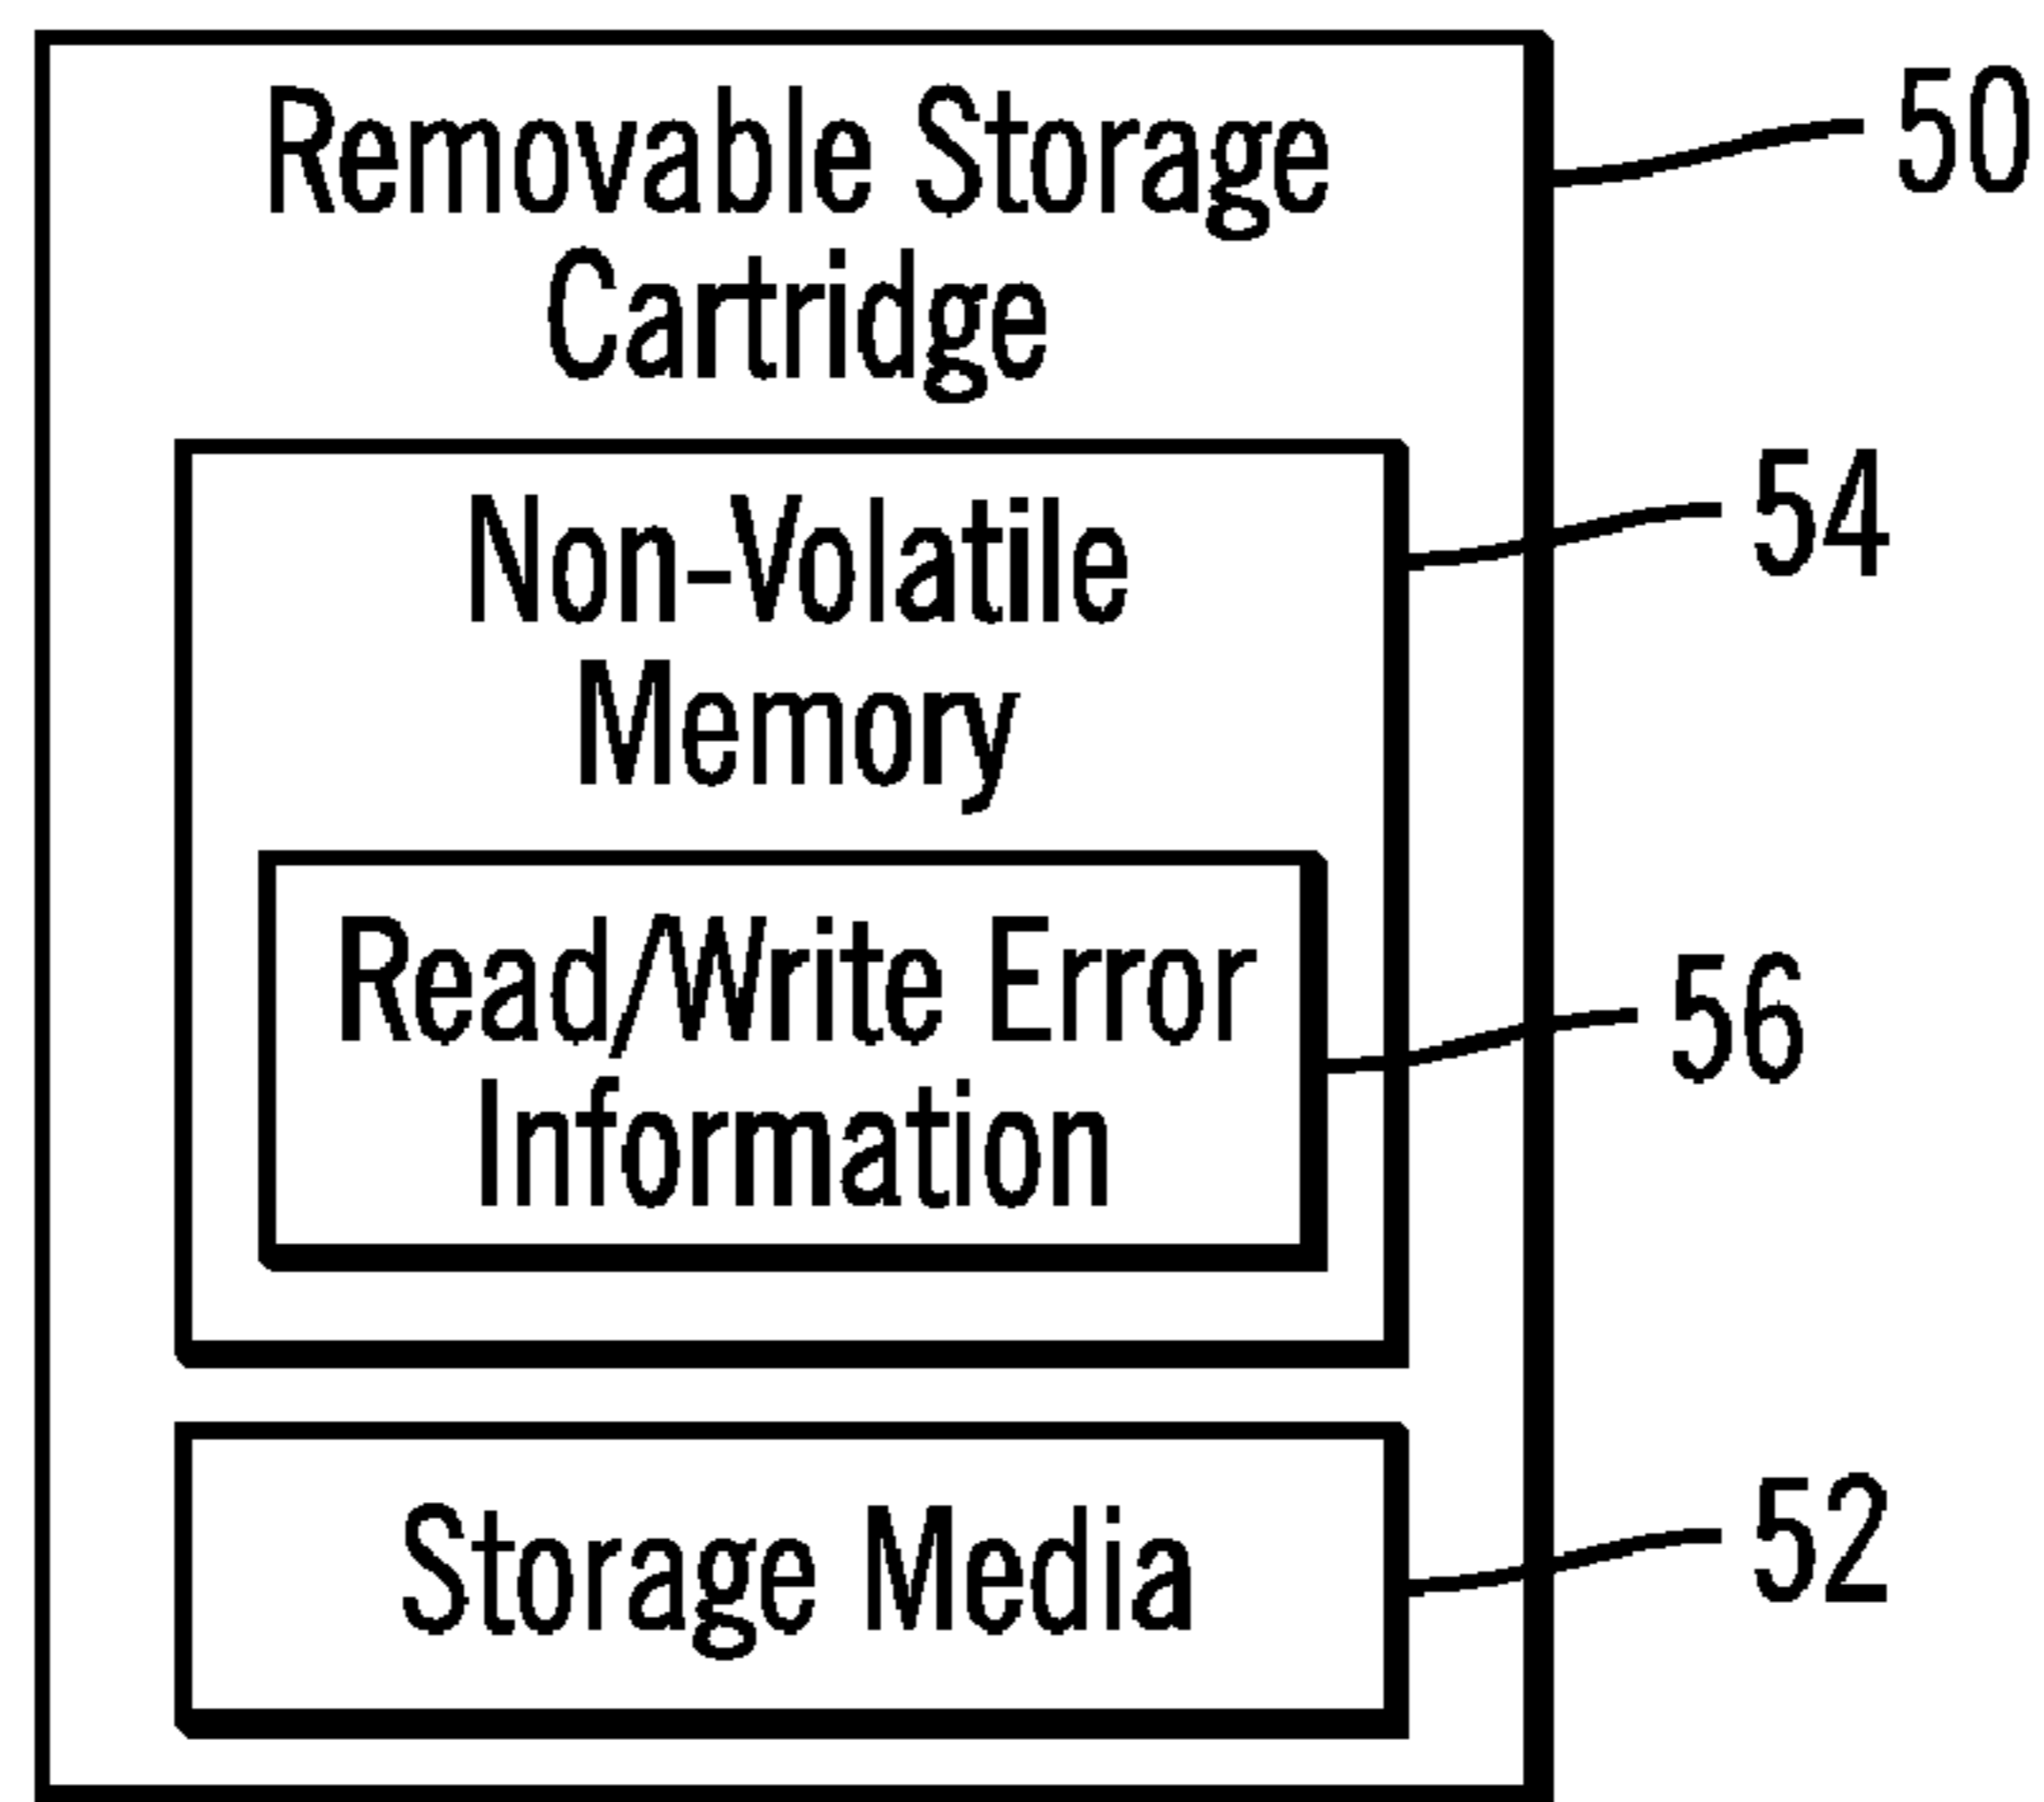 Removable Storage 50
Cartridge
Non-Volatile 54
Memory
Read/Write Error 56
Information
Storage Media 52